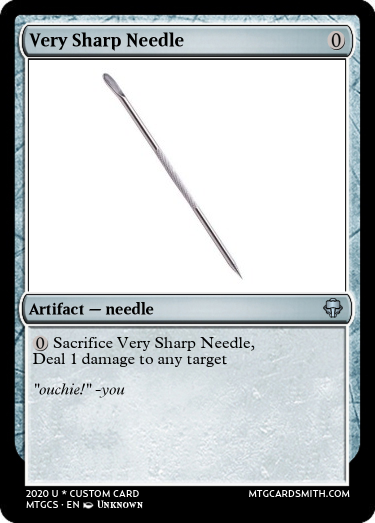 Very Sharp Needle 0
Artifact — needle
0 Sacrifice Very Sharp Needle,
Deal 1 damage to any target
"ouchie!" -you
2020 U * CUSTOM CARD MTGCARDSMITH.COM
MTGCS · EN UNKNOWN